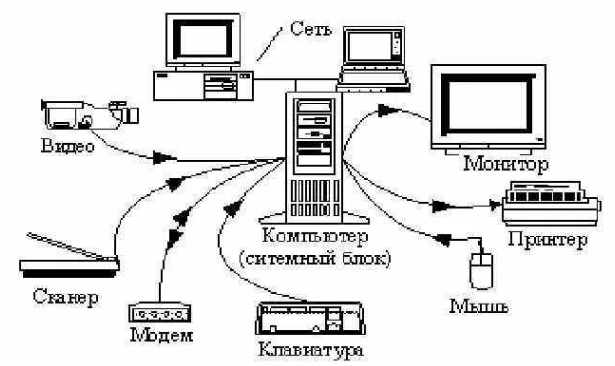 Сеть
Видео
Монитор
Компьютер
(ситемный блок)
Принтер
Сканер
Модем
Клавиатура
Мышь